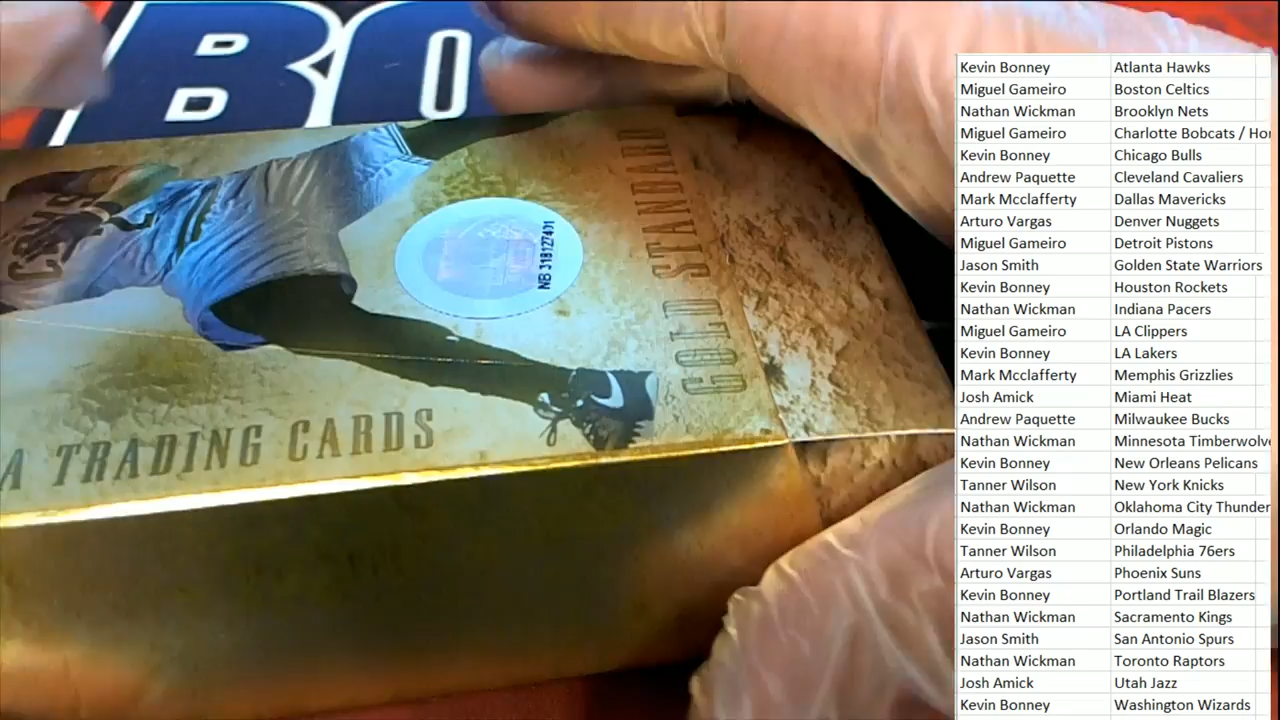 BO
NB 318127401
GOLD STANDARD
A TRADING CARDS
CAVS
Kevin Bonney Atlanta Hawks
Miguel Gameiro Boston Celtics
Nathan Wickman Brooklyn Nets
Miguel Gameiro Charlotte Bobcats / Hor
Kevin Bonney Chicago Bulls
Andrew Paquette Cleveland Cavaliers
Mark Mcclafferty Dallas Mavericks
Arturo Vargas Denver Nuggets
Miguel Gameiro Detroit Pistons
Jason Smith Golden State Warriors
Kevin Bonney Houston Rockets
Nathan Wickman Indiana Pacers
Miguel Gameiro LA Clippers
Kevin Bonney LA Lakers
Mark Mcclafferty Memphis Grizzlies
Josh Amick Miami Heat
Andrew Paquette Milwaukee Bucks
Nathan Wickman Minnesota Timberwolve
Kevin Bonney New Orleans Pelicans
Tanner Wilson New York Knicks
Nathan Wickman Oklahoma City Thunder
Kevin Bonney Orlando Magic
Tanner Wilson Philadelphia 76ers
Arturo Vargas Phoenix Suns
Kevin Bonney Portland Trail Blazers
Nathan Wickman Sacramento Kings
Jason Smith San Antonio Spurs
Nathan Wickman Toronto Raptors
Josh Amick Utah Jazz
Kevin Bonney Washington Wizards